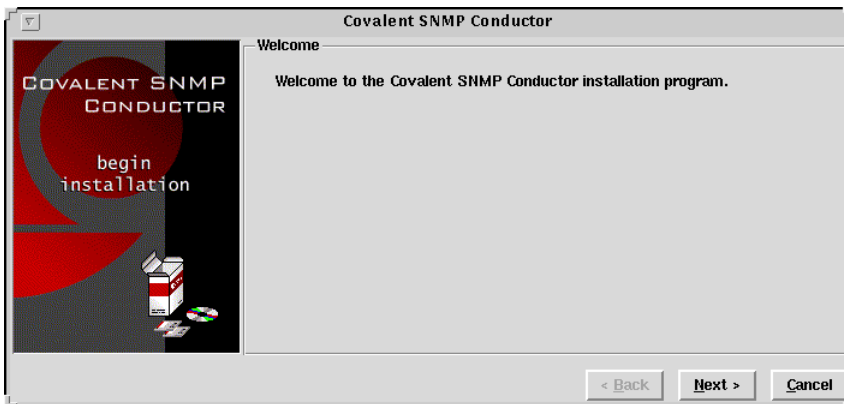 Covalent SNMP Conductor
Welcome
COVALENT SNMP
CONDUCTOR
Welcome to the Covalent SNMP Conductor installation program.
begin
installation
< Back
Next >
Cancel